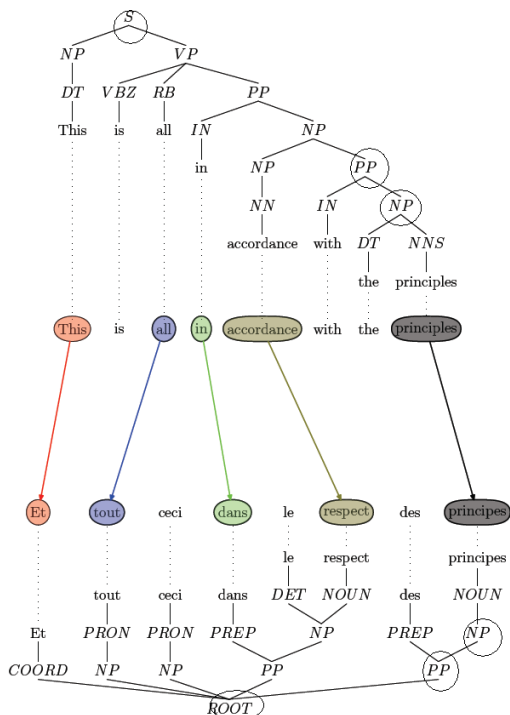 S
NP VP
DT VBZ RB PP
This is all IN NP
in NP PP
NN IN NP
accordance with DT NNS
the principles
This is all in accordance with the principles
Et tout ceci dans le respect des principes
le respect principes
tout ceci dans DET NOUN des NOUN
Et PRON PRON PREP NP PREP NP
COORD NP NP PP PP
ROOT